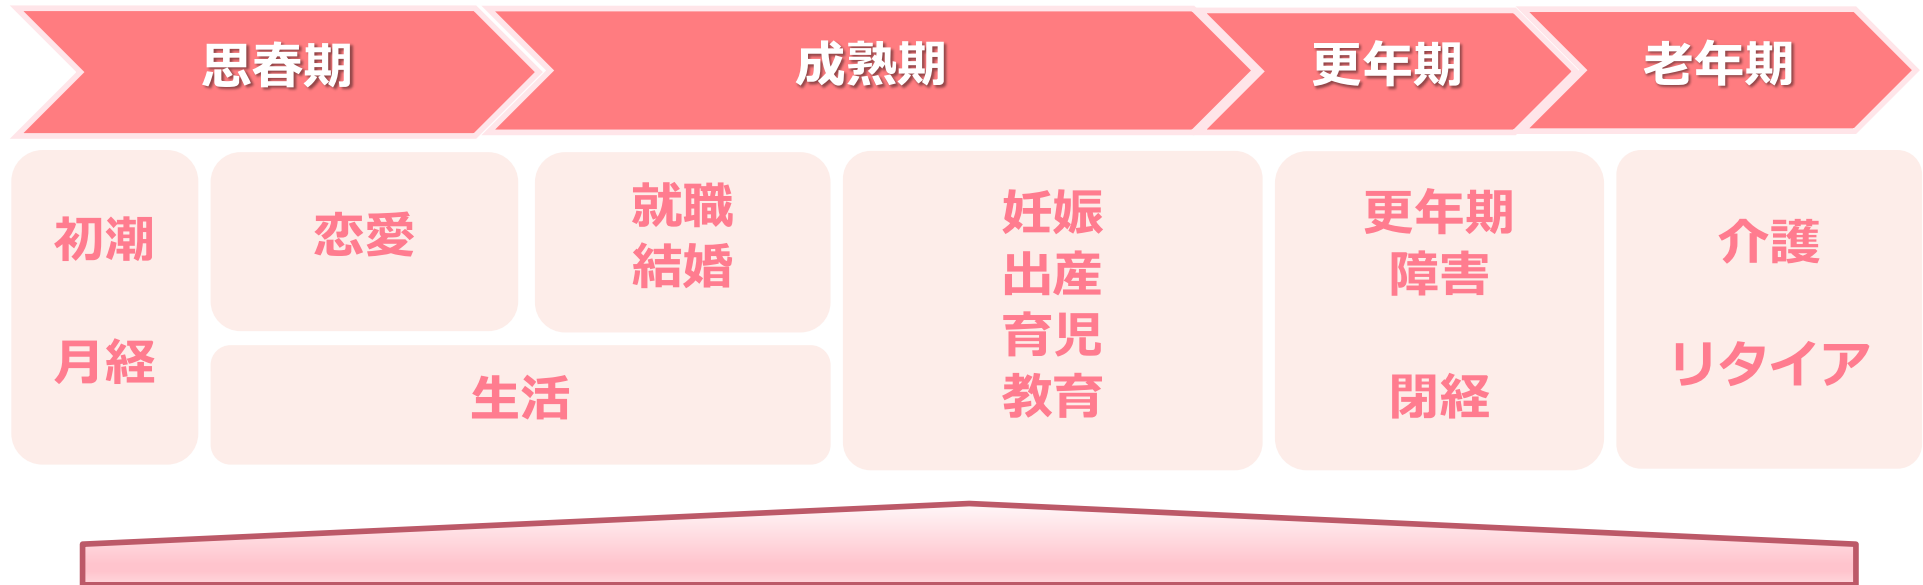 思春期
成熟期
更年期
老年期
初潮
月経
恋愛
就職
結婚
生活
妊娠
出産
育児
教育
更年期
障害
閉経
介護
リタイア